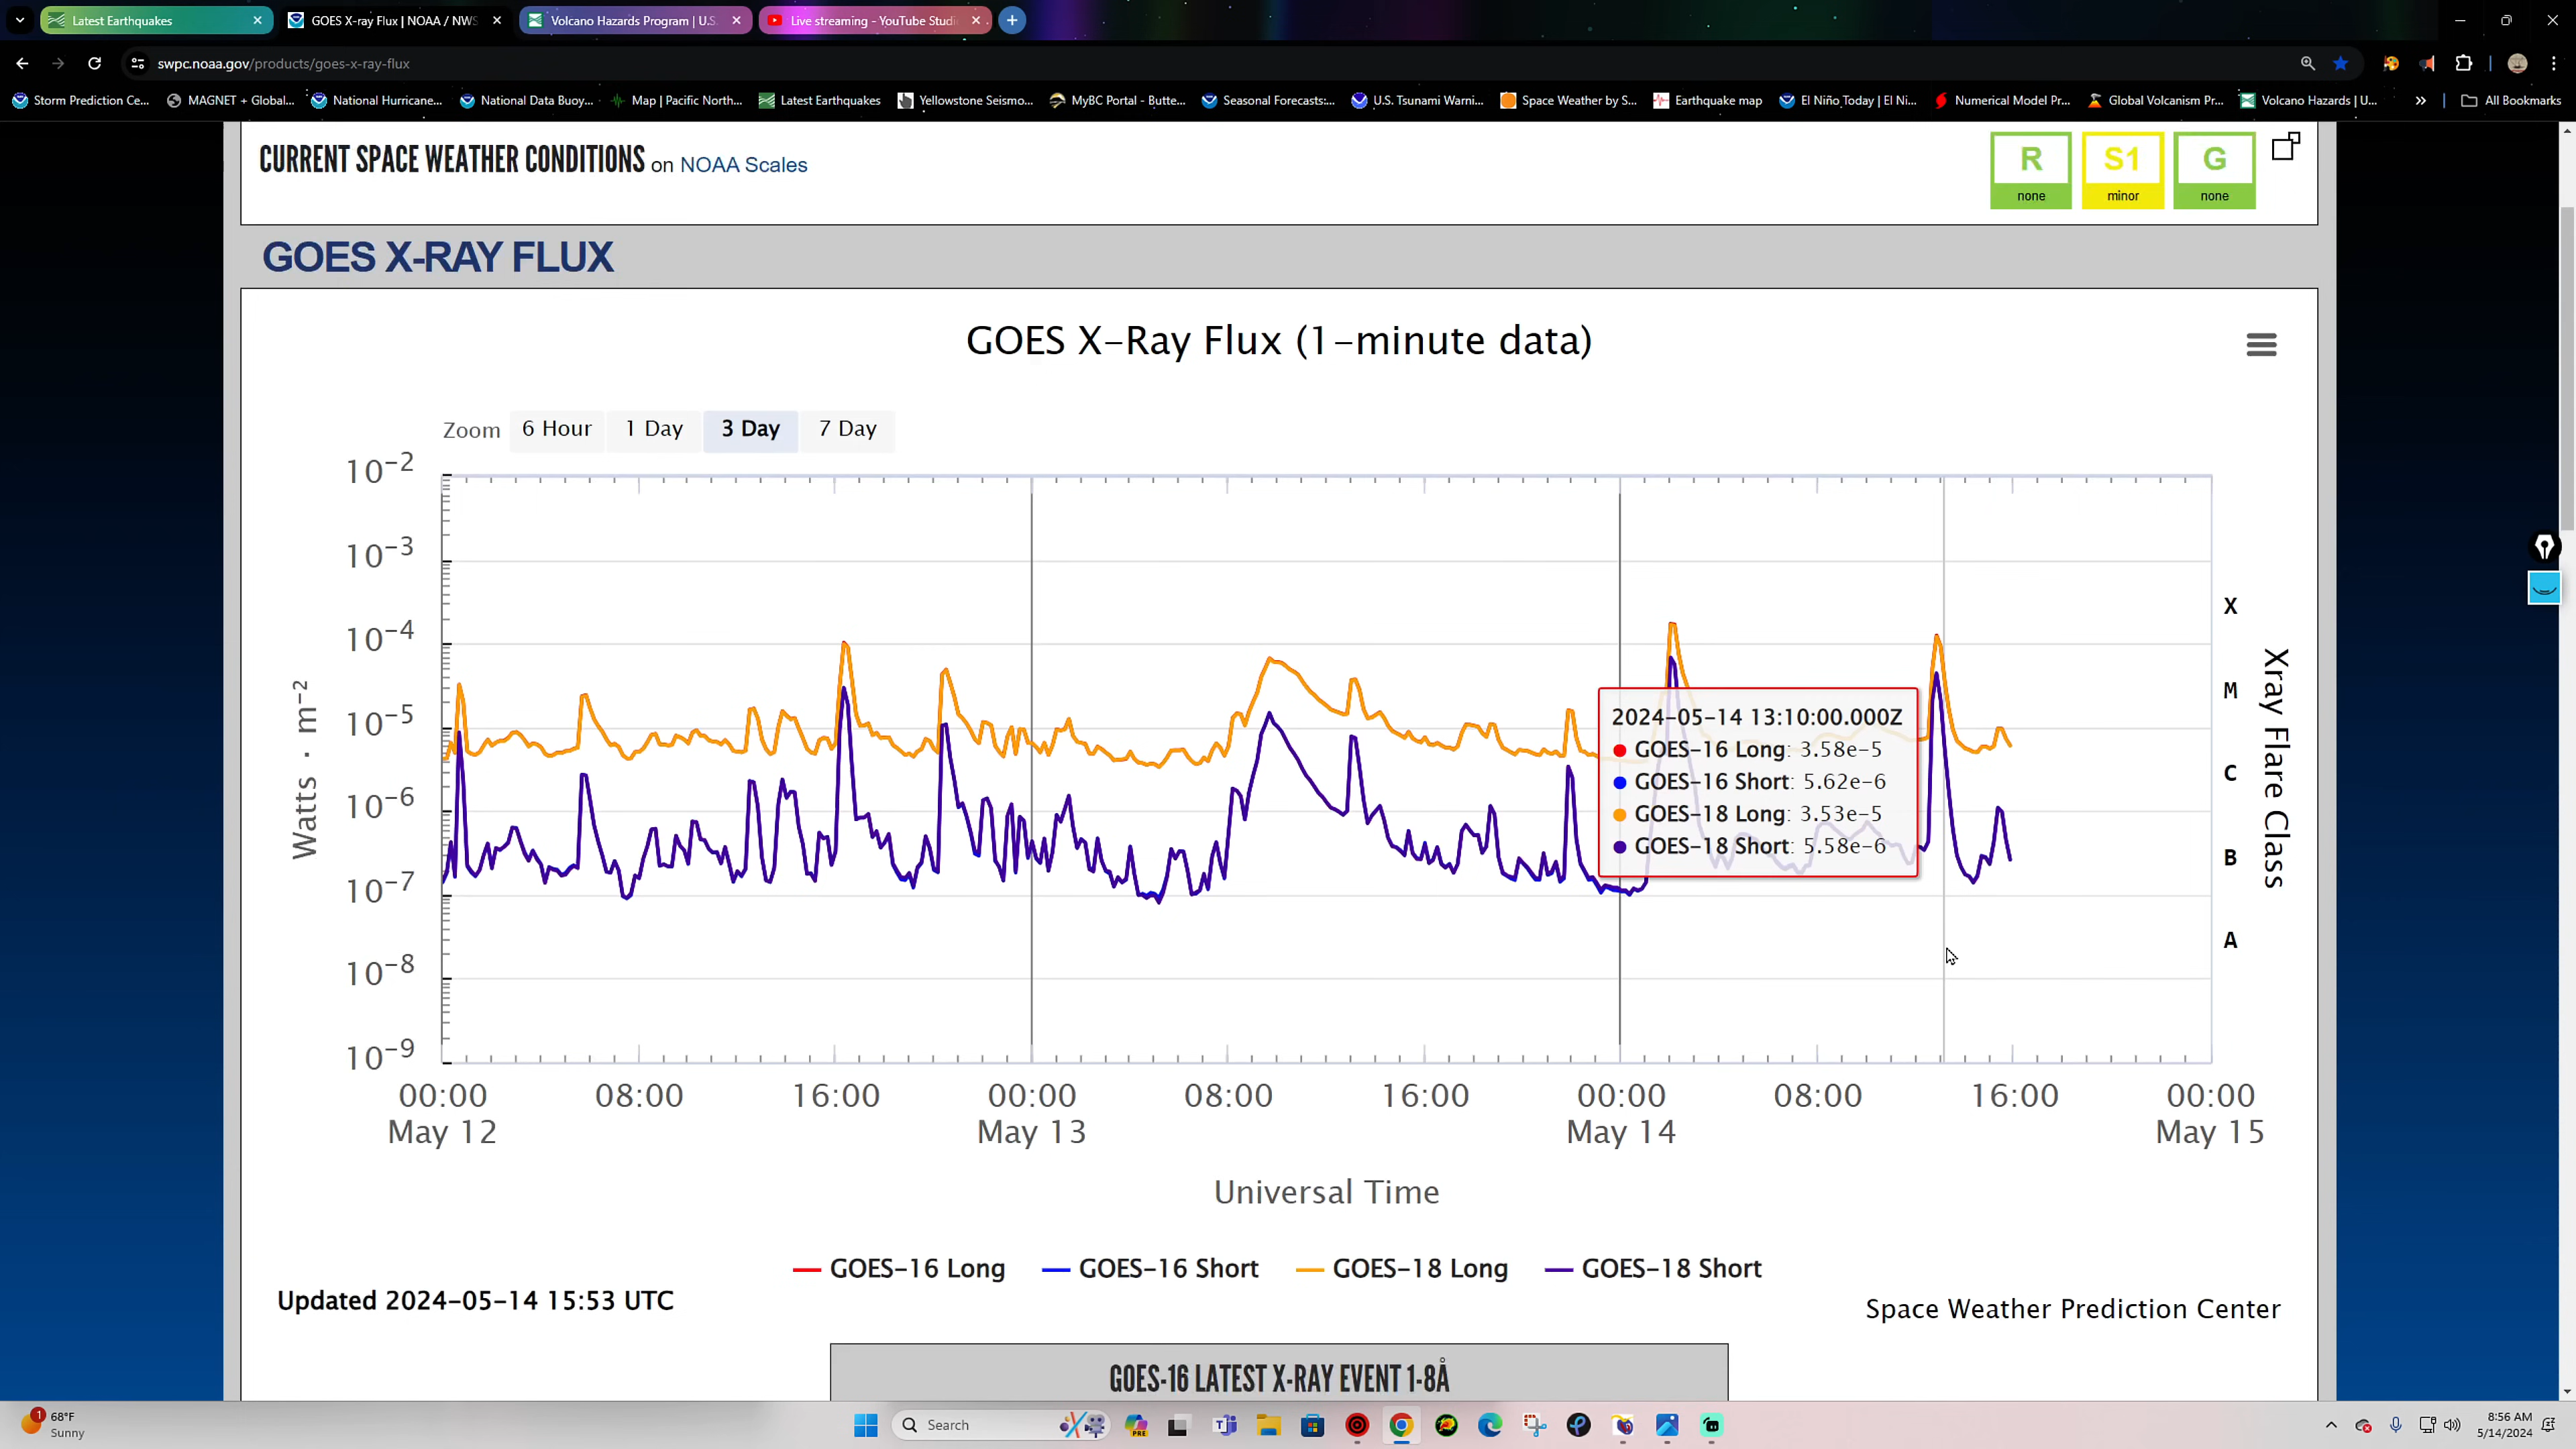 Latest Earthquakes
GOES X-ray Flux | NOAA / NWS
Volcano Hazards Program | U.S.
Live streaming - YouTube Studi
swpc.noaa.gov/products/goes-x-ray-flux
Storm Prediction Ce...
MAGNET + Global...
National Hurricane...
National Data Buoy...
Map | Pacific North...
Latest Earthquakes
Yellowstone Seismo...
MyBC Portal - Butte...
Seasonal Forecasts:...
U.S. Tsunami Warni...
Space Weather by S...
Earthquake map
El Niño Today | El Ni...
Numerical Model Pr...
Global Volcanism Pr...
Volcano Hazards | U...
All Bookmarks
CURRENT SPACE WEATHER CONDITIONS on NOAA Scales
R
none
S1
minor
G
none
GOES X-RAY FLUX
GOES X-Ray Flux (1-minute data)
Zoom 6 Hour 1 Day 3 Day 7 Day
10⁻²
10⁻³
10⁻⁴
10⁻⁵
10⁻⁶
10⁻⁷
10⁻⁸
10⁻⁹
Watts · m⁻²
X
M
C
B
A
Xray Flare Class
2024-05-14 13:10:00.000Z
GOES-16 Long: 3.58e-5
GOES-16 Short: 5.62e-6
GOES-18 Long: 3.53e-5
GOES-18 Short: 5.58e-6
00:00 08:00 16:00 00:00 08:00 16:00 00:00 08:00 16:00 00:00
May 12 May 13 May 14 May 15
Universal Time
GOES-16 Long GOES-16 Short GOES-18 Long GOES-18 Short
Updated 2024-05-14 15:53 UTC
Space Weather Prediction Center
GOES-16 LATEST X-RAY EVENT 1-8Å
1
68°F
Sunny
Search
PRE
8:56 AM
5/14/2024